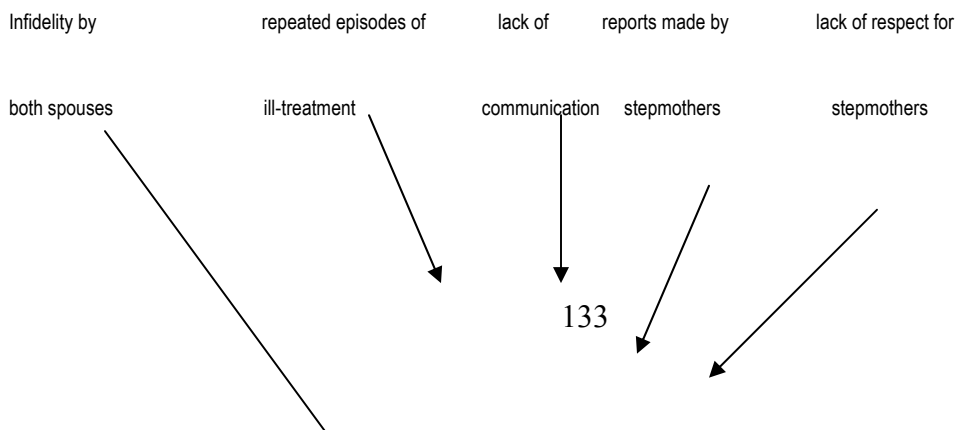 Infidelity by repeated episodes of lack of reports made by lack of respect for
both spouses ill-treatment communication stepmothers stepmothers
133